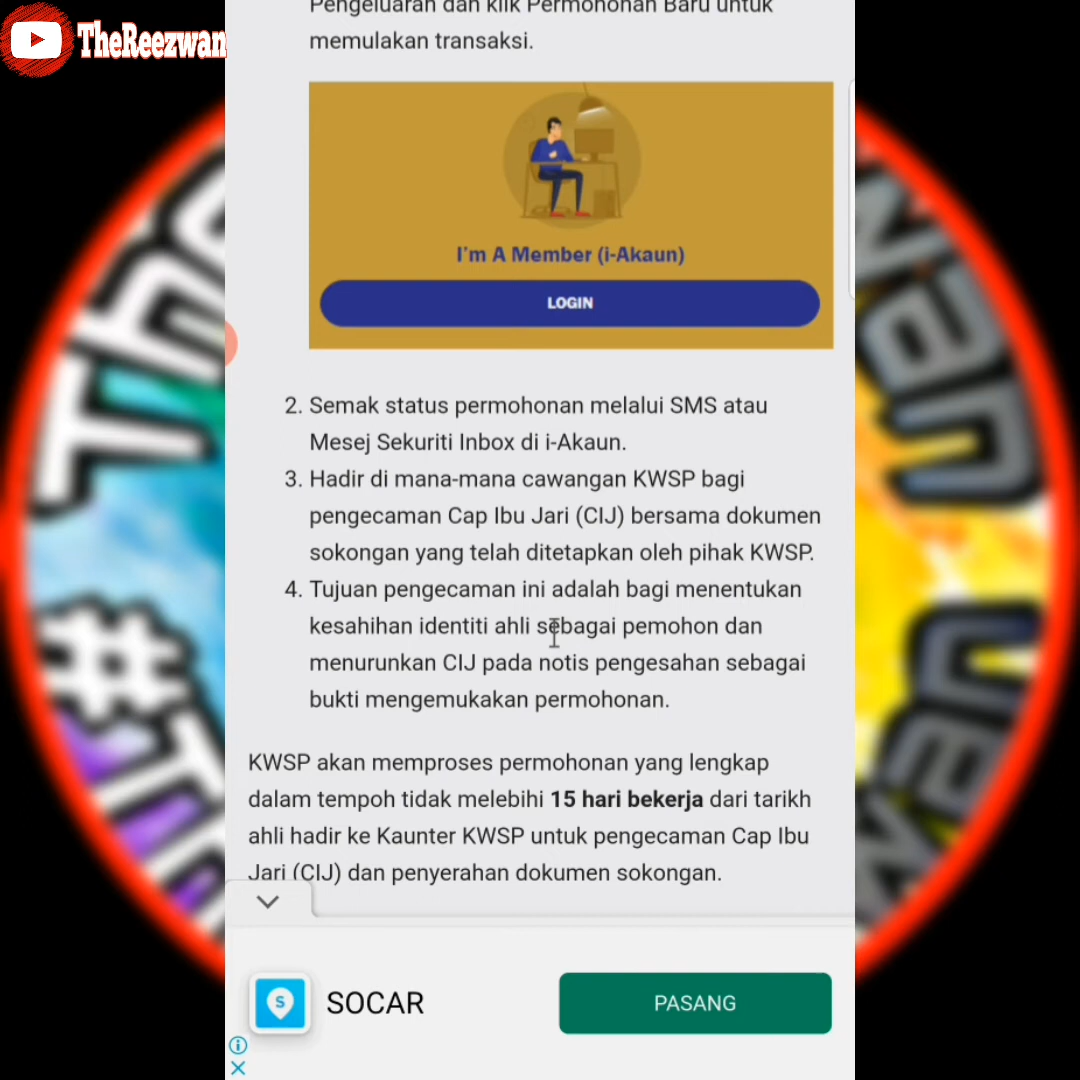 TheReezwan
Pengeluaran dan klik Permohonan Baru untuk
memulakan transaksi.
I'm A Member (i-Akaun)
LOGIN
2. Semak status permohonan melalui SMS atau
Mesej Sekuriti Inbox di i-Akaun.
3. Hadir di mana-mana cawangan KWSP bagi
pengecaman Cap Ibu Jari (CIJ) bersama dokumen
sokongan yang telah ditetapkan oleh pihak KWSP.
4. Tujuan pengecaman ini adalah bagi menentukan
kesahihan identiti ahli sebagai pemohon dan
menurunkan CIJ pada notis pengesahan sebagai
bukti mengemukakan permohonan.
KWSP akan memproses permohonan yang lengkap
dalam tempoh tidak melebihi 15 hari bekerja dari tarikh
ahli hadir ke Kaunter KWSP untuk pengecaman Cap Ibu
Jari (CIJ) dan penyerahan dokumen sokongan.
S
SOCAR
PASANG